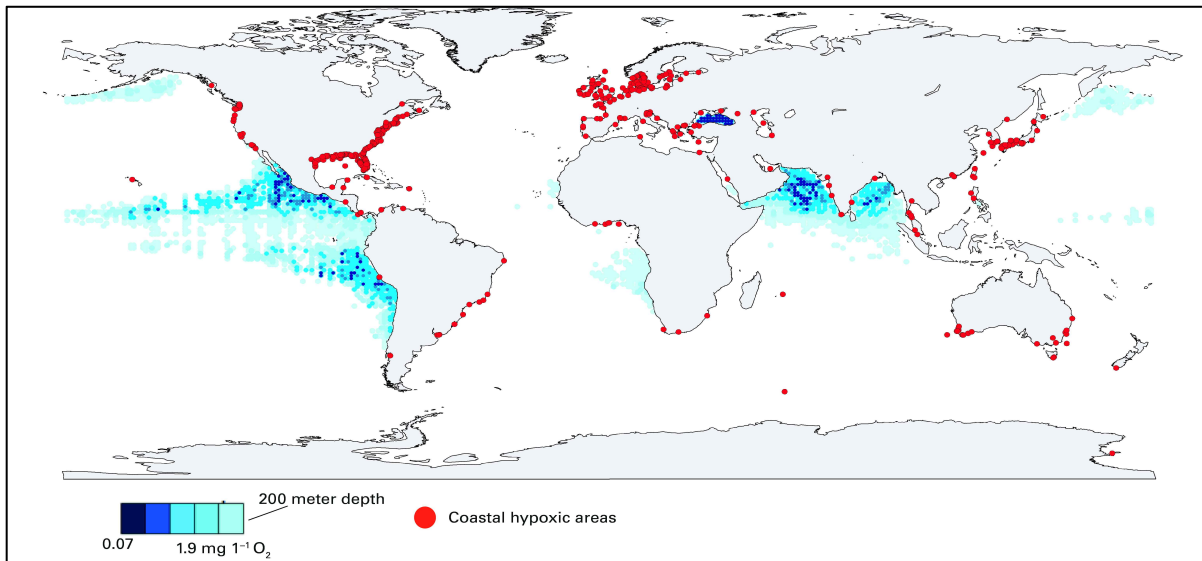 200 meter depth
Coastal hypoxic areas
0.07
1.9 mg 1⁻¹ O₂